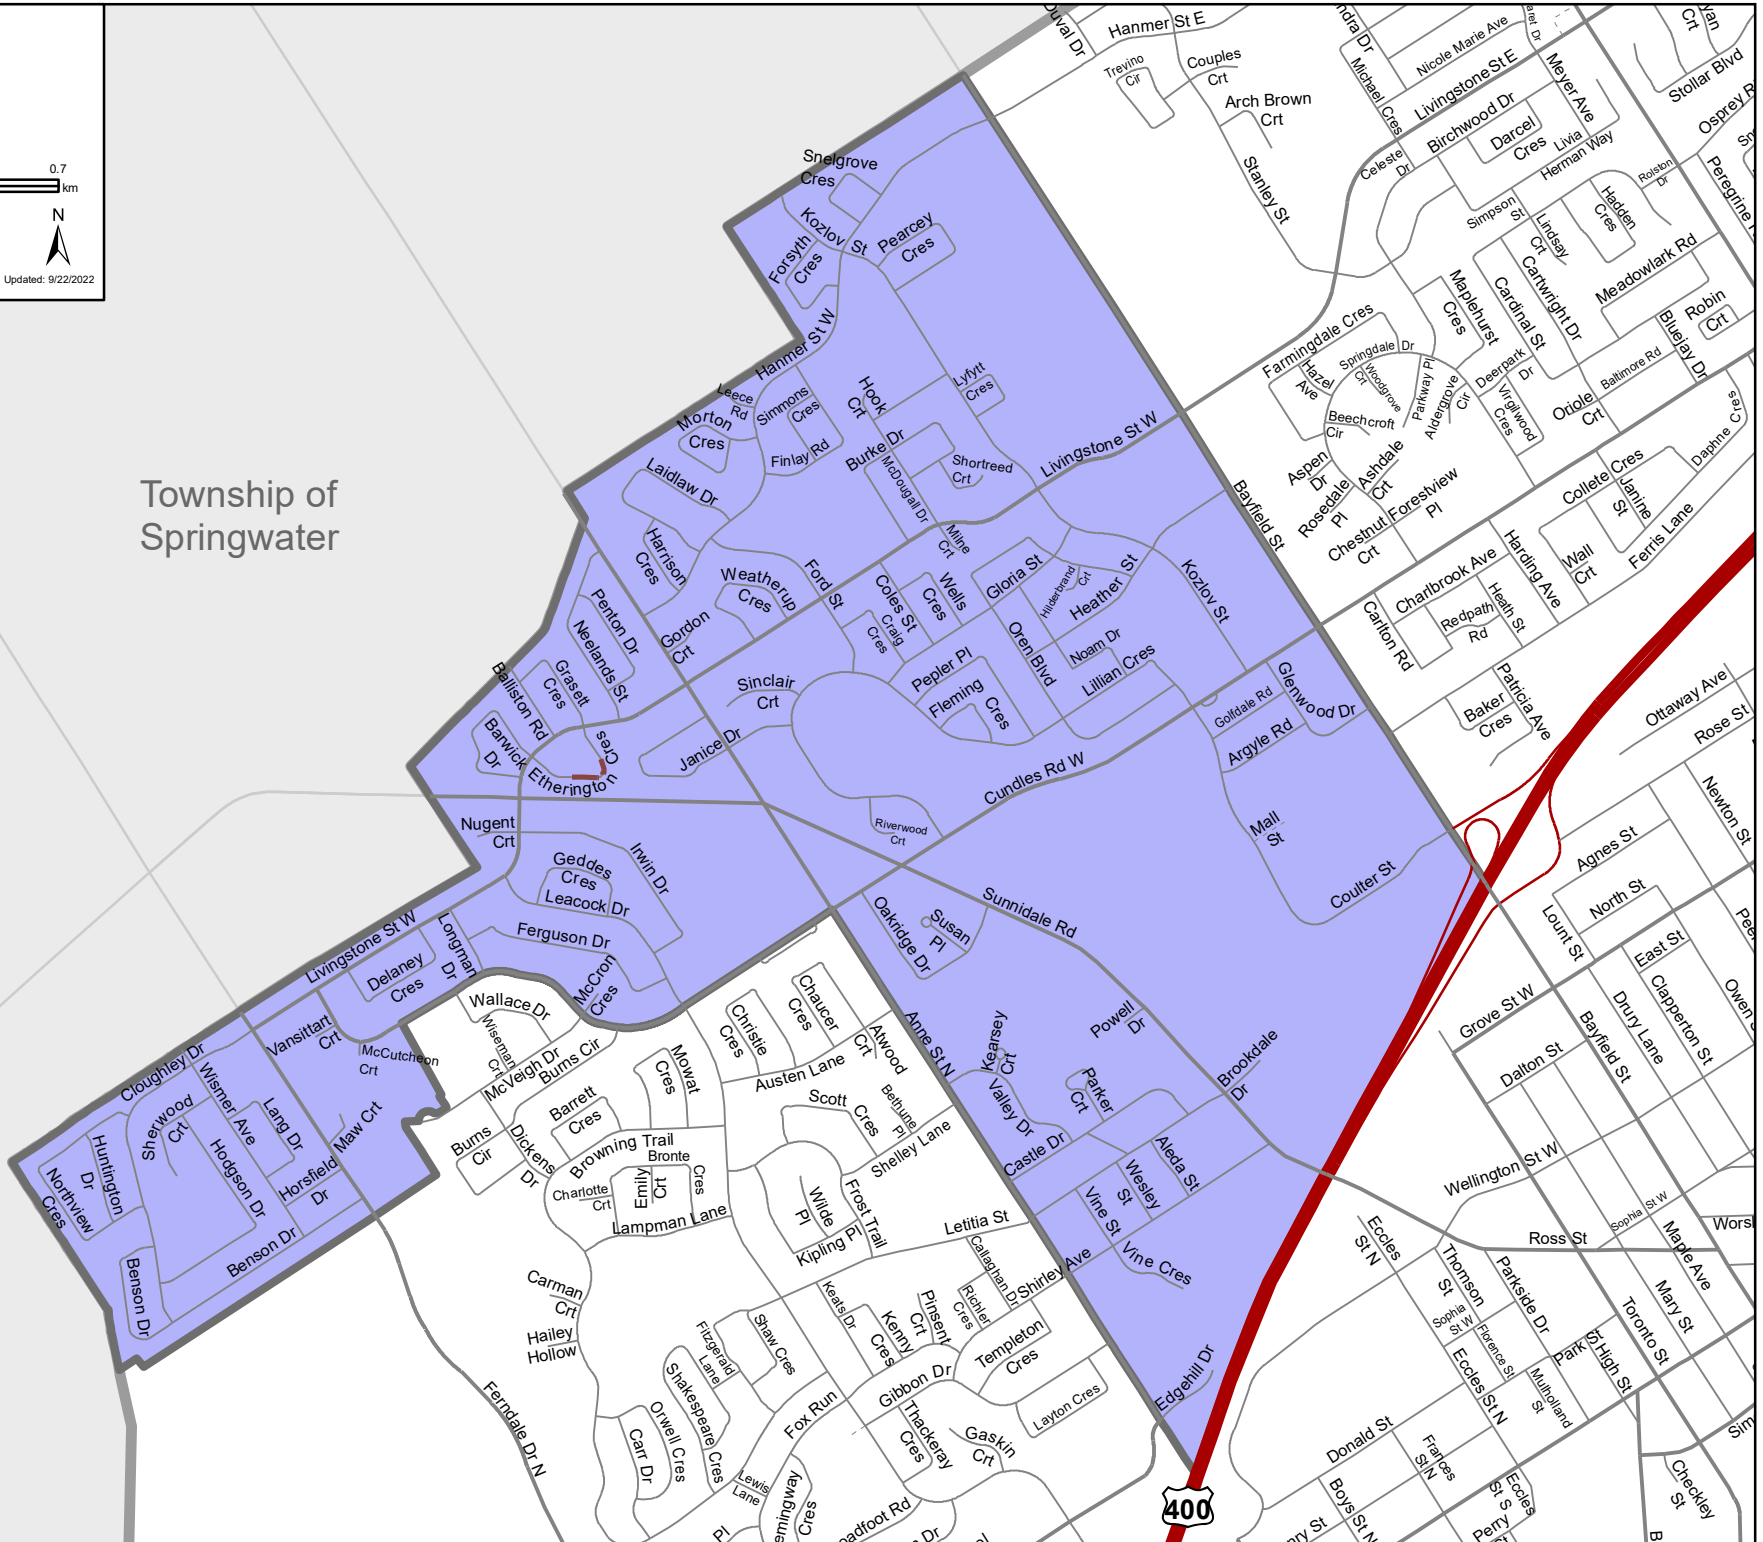 0.7
km
N
Updated: 9/22/2022
Township of
Springwater
Duval Dr
Hanmer St E
Trevino
Cir
Couples
Crt
Arch Brown
Crt
Stanley St
Michael Cres
Nicole Marie Ave
Livingstone St E
Meyer Ave
Stollar Blvd
Birchwood Dr
Darcel
Cres
Livia
Herman Way
Celeste
Dr
Simpson
St
Lindsay
Crt
Hadden
Cres
Rolston
Dr
Meadowlark Rd
Robin
Crt
Bluejay Dr
Cartwright Dr
Cardinal St
Maplehurst
Cres
Baltimore Rd
Oriole
Crt
Deerpark
Dr
Virgilwood
Cres
Farmingdale Cres
Springdale Dr
Hazel
Ave
Woodgrove
Crt
Parkway Pl
Aldergrove
Cir
Beechcroft
Cir
Aspen
Dr
Ashdale
Crt
Rosedale
Pl
Forestview
Pl
Chestnut
Crt
Collete Cres
Janine
St
Daphne Cres
Ferris Lane
Wall
Crt
Harding Ave
Charlbrook Ave
Heath St
Redpath
Rd
Carlton Rd
Patricia Ave
Baker
Cres
Ottaway Ave
Rose St
Newton St
Agnes St
North St
Lount St
East St
Clapperton St
Drury Lane
Owen
Grove St W
Bayfield St
Dalton St
Wellington St W
Sophia St W
Ross St
Maple Ave
Mary St
Toronto St
Eccles
St N
Thomson
St
Parkside Dr
Sophia
St W
Florence St
Park St
High St
Mulholland
St
Eccles St N
Donald St
Frances
St N
Boys St N
Eccles
St S
Perry
Checkley
St
Snelgrove
Cres
Kozlov St
Pearcey
Cres
Forsyth
Cres
Hanmer St W
Leece
Rd
Simmons
Cres
Morton
Cres
Finlay Rd
Hook
Crt
Lyfytt
Cres
Burke Dr
McDougall Dr
Shortreed
Crt
Livingstone St W
Bayfield St
Laidlaw Dr
Harrison
Cres
Milne
Crt
Weatherup
Cres
Ford St
Gordon
Crt
Coles St
Craig
Cres
Wells
Cres
Gloria St
Hilderbrand
Crt
Heather St
Kozlov St
Oren Blvd
Noam Dr
Lillian Cres
Pepler Pl
Fleming
Cres
Penton Dr
Neelands St
Grasett
Cres
Balliston Rd
Barwick
Dr
Etherington
Cres
Sinclair
Crt
Janice Dr
Glenwood Dr
Golfdale Rd
Argyle Rd
Cundles Rd W
Riverwood
Crt
Mall
St
Coulter St
Nugent
Crt
Geddes
Cres
Leacock Dr
Irwin Dr
Ferguson Dr
Longman
Dr
Livingstone St W
Delaney
Cres
McCron
Cres
Oakridge Dr
Susan
Pl
Sunnidale Rd
Anne St N
Kearsey
Crt
Powell
Dr
Valley Dr
Parker
Crt
Brookdale
Dr
Castle Dr
Aleda St
Wesley
St
Vine St
Vine Cres
Edgehill Dr
400
Vansittart
Crt
McCutcheon
Crt
Cloughley Dr
Wismer
Ave
Lang Dr
Sherwood
Crt
Maw Crt
Horsfield
Dr
Hodgson Dr
Huntington
Dr
Northview
Cres
Benson Dr
Benson Dr
Wallace Dr
Wiseman
Crt
McVeigh Dr
Burns Cir
Burns
Cir
Barrett
Cres
Mowat
Cres
Christie
Cres
Chaucer
Cres
Atwood
Crt
Austen Lane
Scott
Cres
Bethune
Pl
Shelley Lane
Dickens
Dr
Browning Trail
Bronte
Cres
Emily
Crt
Charlotte
Crt
Lampman Lane
Wilde
Pl
Frost Trail
Kipling Pl
Letitia St
Callaghan Dr
Shirley Ave
Carman
Crt
Hailey
Hollow
Keats Dr
Kenny
Cres
Pinsent
Crt
Richler
Cres
Templeton
Cres
Shaw Cres
Fitzgerald
Lane
Shakespeare Cres
Orwell Cres
Carr Dr
Fox Run
Gibbon Dr
Layton Cres
Thackeray
Cres
Gaskin
Crt
Lewis
Lane
Ferndale Dr N
Pl
Cres
Dr